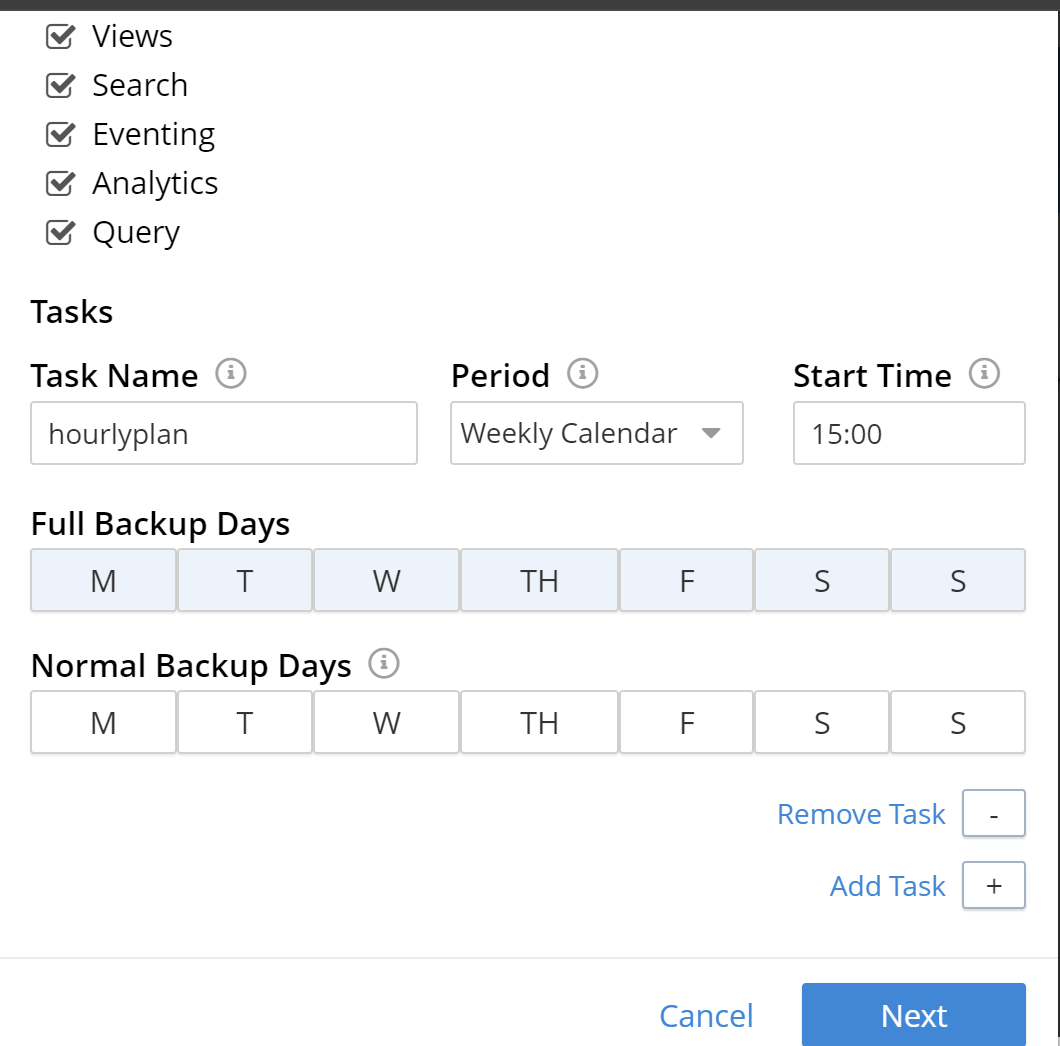 Views
Search
Eventing
Analytics
Query
Tasks
Task Name Period Start Time
hourlyplan Weekly Calendar 15:00
Full Backup Days
M T W TH F S S
Normal Backup Days
M T W TH F S S
Remove Task -
Add Task +
Cancel Next